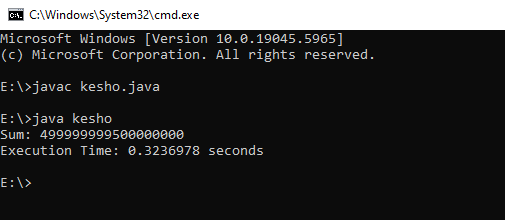 C:\Windows\System32\cmd.exe
Microsoft Windows [Version 10.0.19045.5965]
(c) Microsoft Corporation. All rights reserved.
E:\>javac kesho.java
E:\>java kesho
Sum: 499999999500000000
Execution Time: 0.3236978 seconds
E:\>